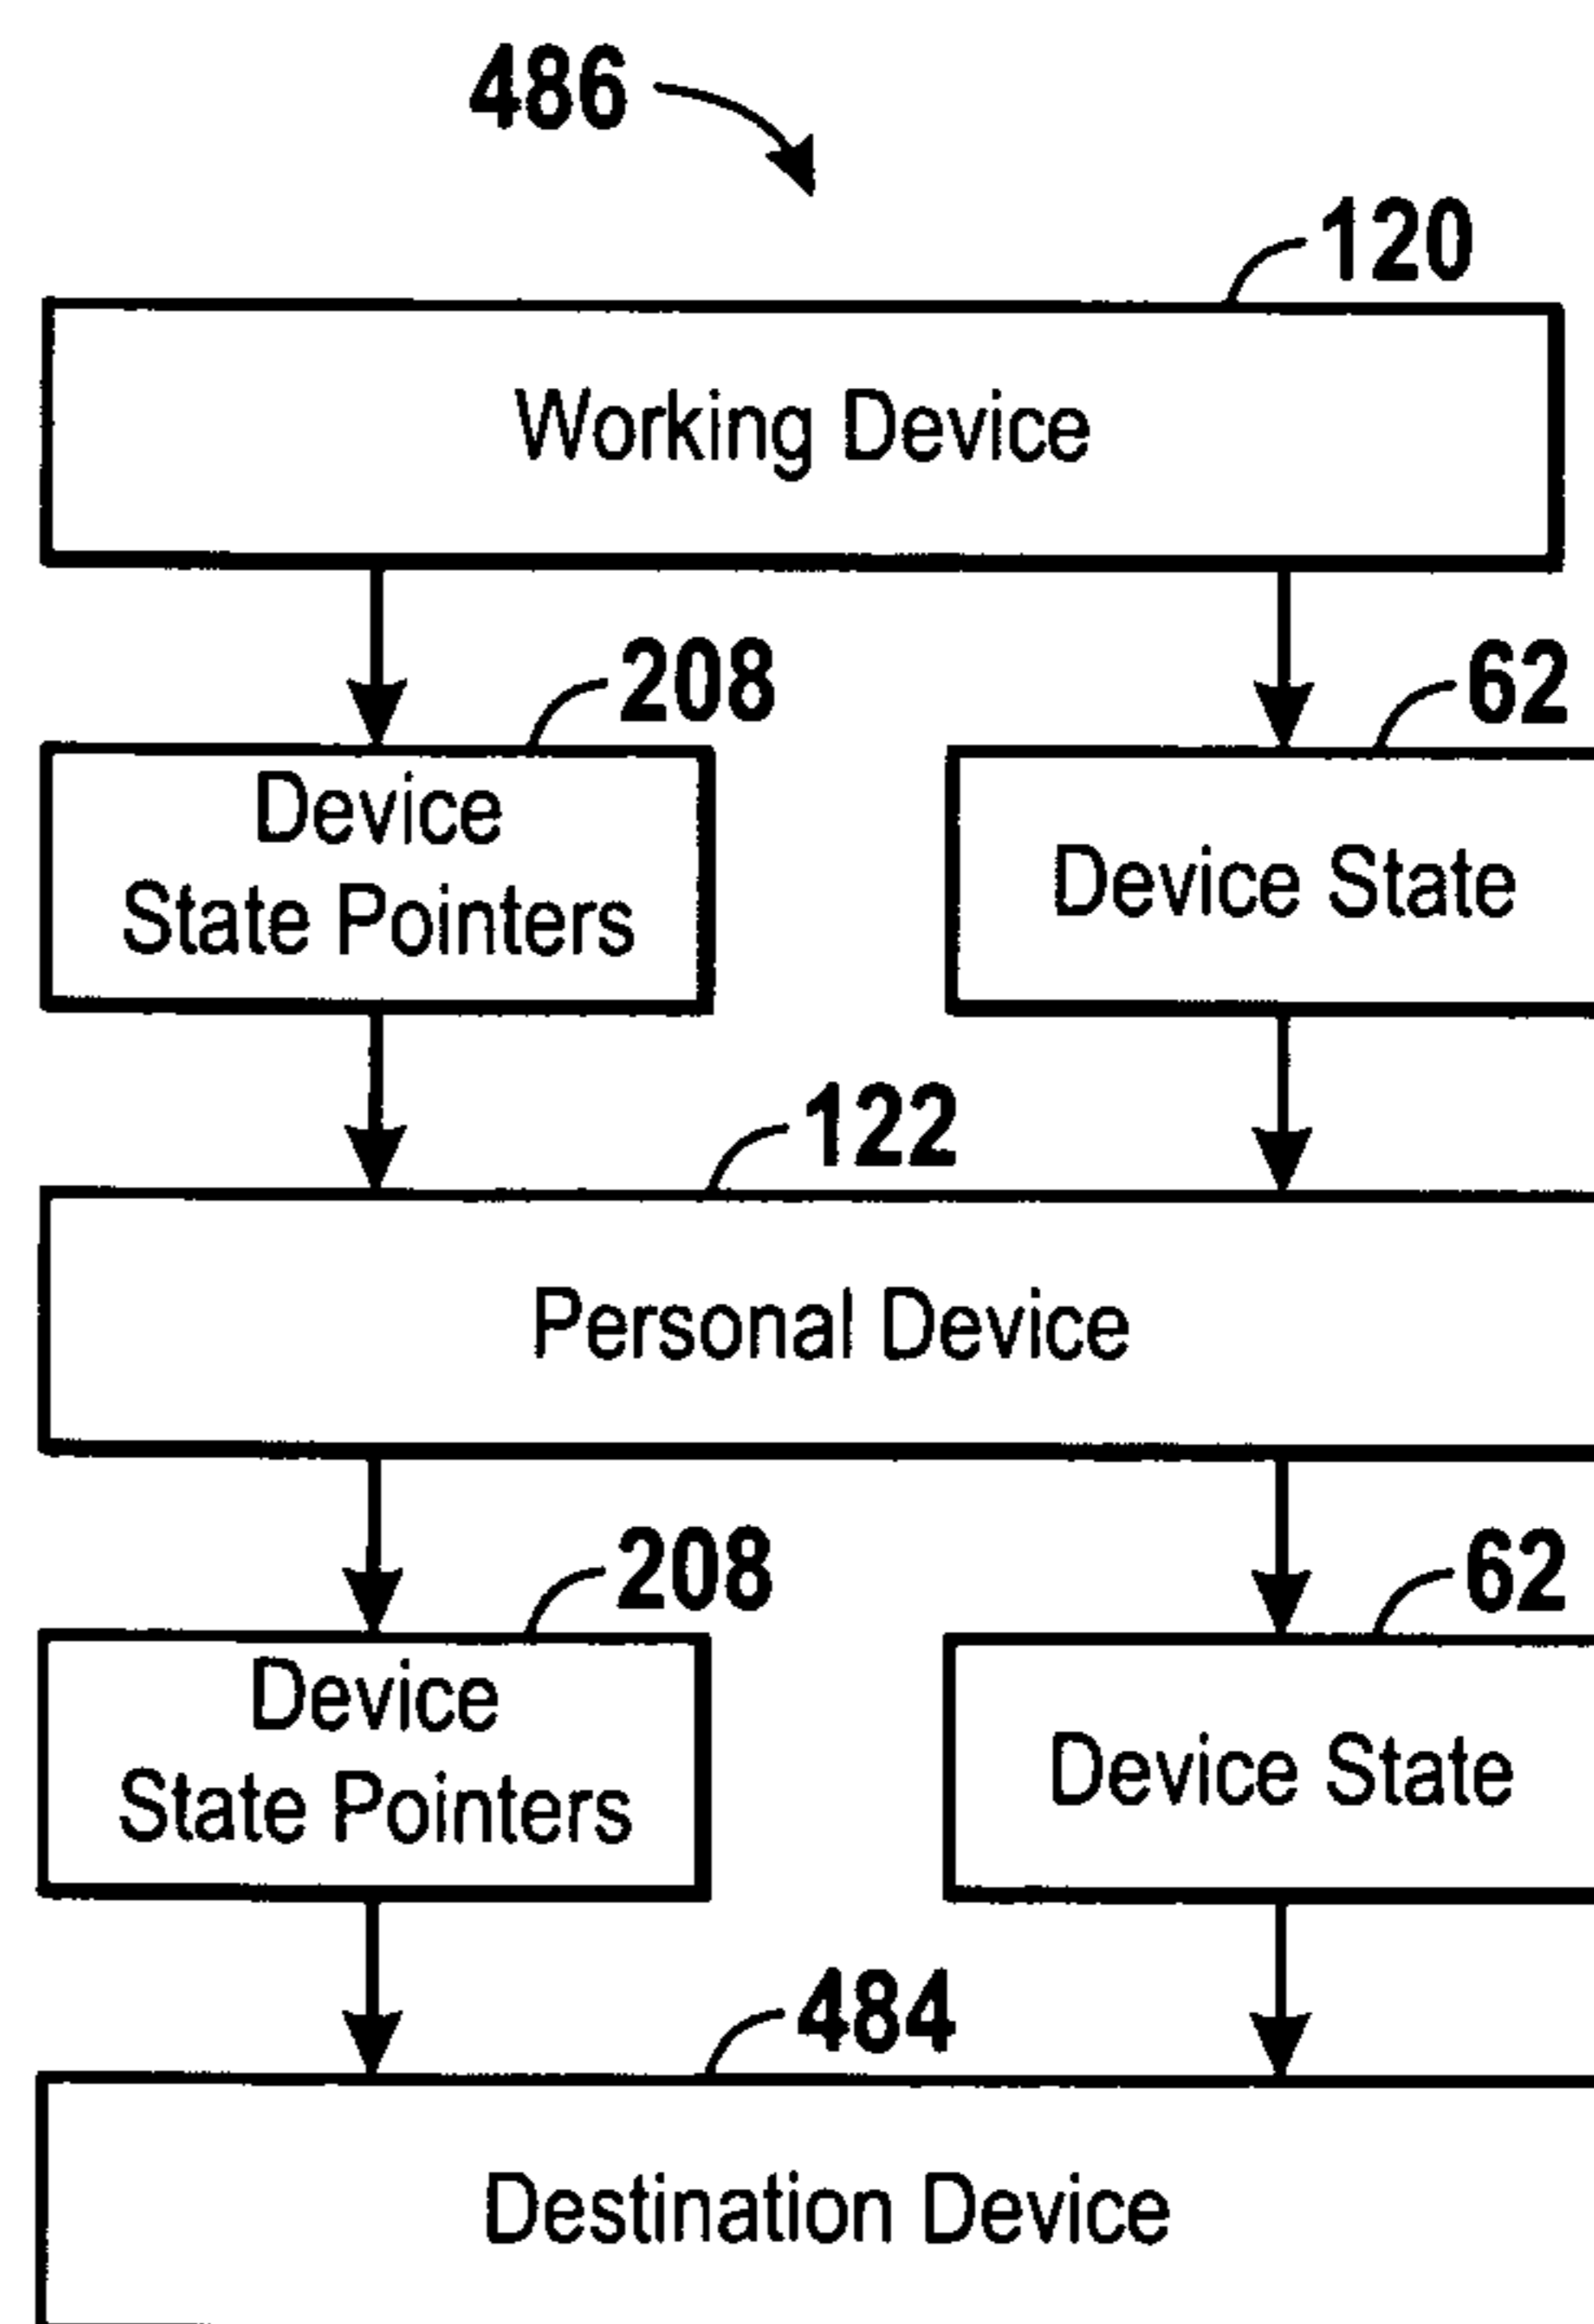 486
120
Working Device
208
62
Device
State Pointers
Device State
122
Personal Device
208
62
Device
State Pointers
Device State
484
Destination Device